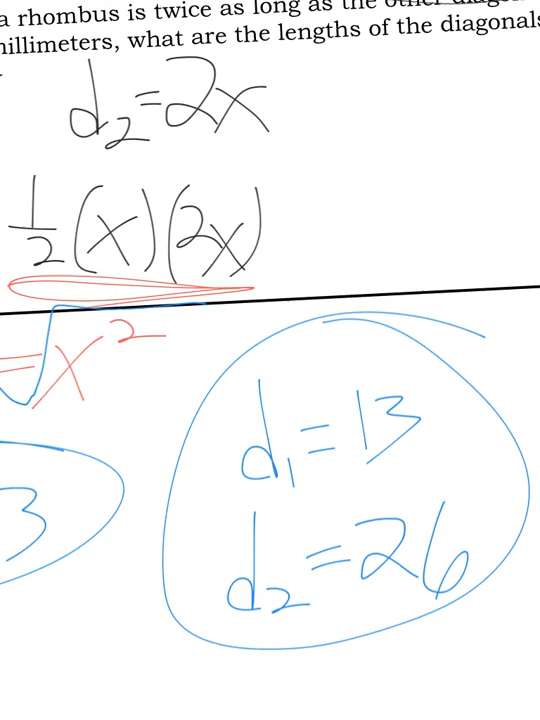 a rhombus is twice as long as the other
millimeters, what are the lengths of the diagonals
d₂=2x
1/2 (x)(2x)
=√x²
3
d₁=13
d₂=26